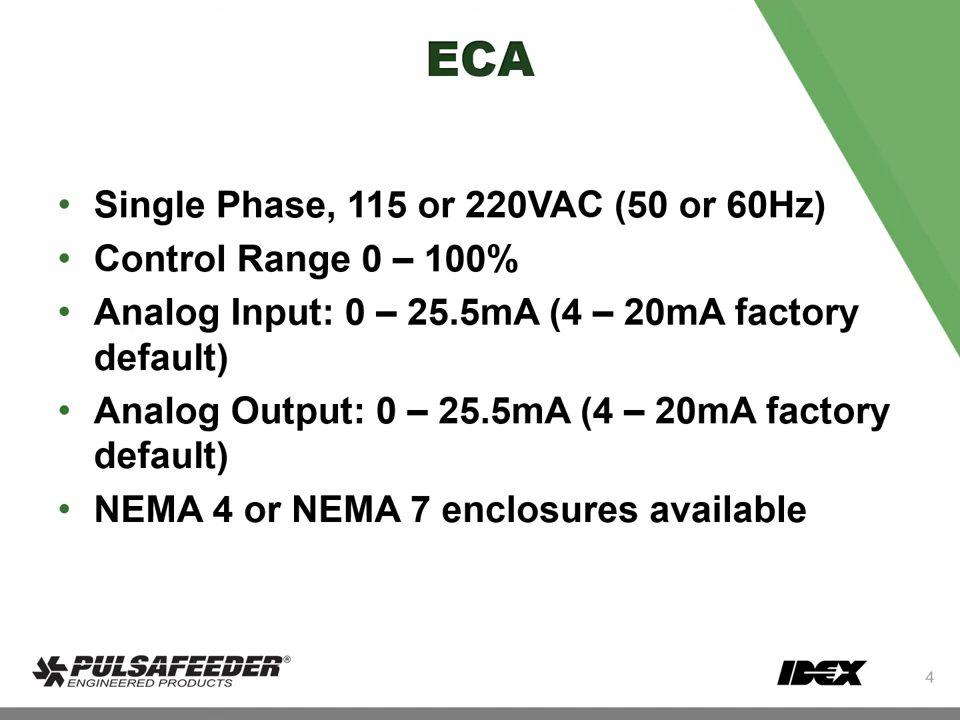 ECA
• Single Phase, 115 or 220VAC (50 or 60Hz)
• Control Range 0 – 100%
• Analog Input: 0 – 25.5mA (4 – 20mA factory
default)
• Analog Output: 0 – 25.5mA (4 – 20mA factory
default)
• NEMA 4 or NEMA 7 enclosures available
PULSAFEEDER®
ENGINEERED PRODUCTS
IDEX
4